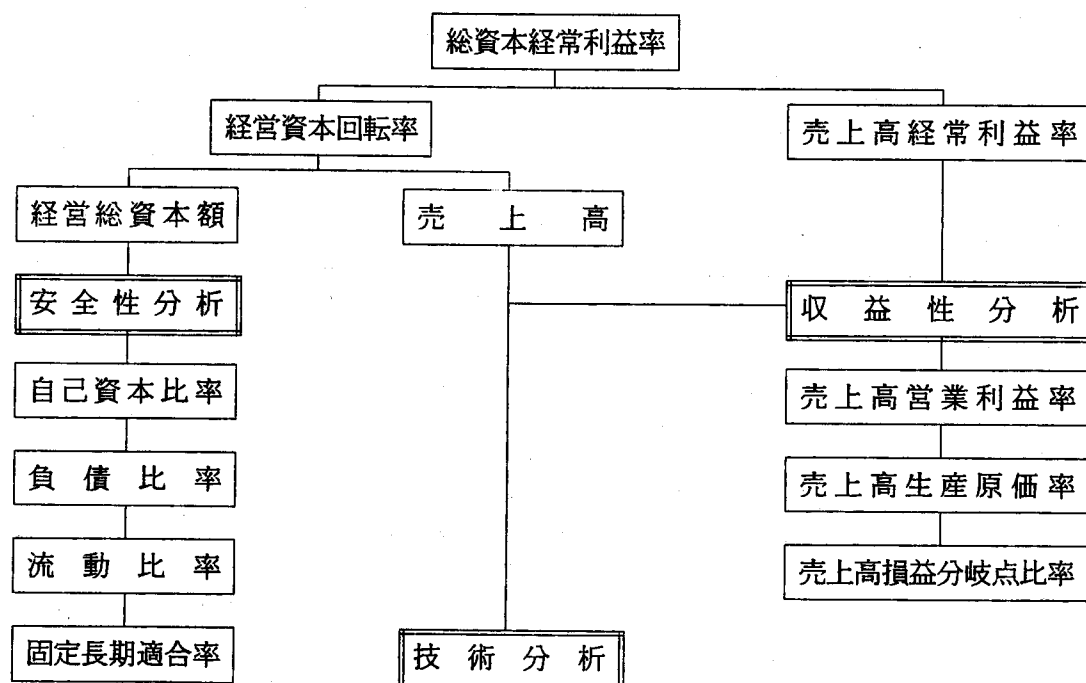 総資本経常利益率
経営資本回転率
売上高経常利益率
経営総資本額
売上高
安全性分析
収益性分析
自己資本比率
売上高営業利益率
負債比率
売上高生産原価率
流動比率
売上高損益分岐点比率
固定長期適合率
技術分析